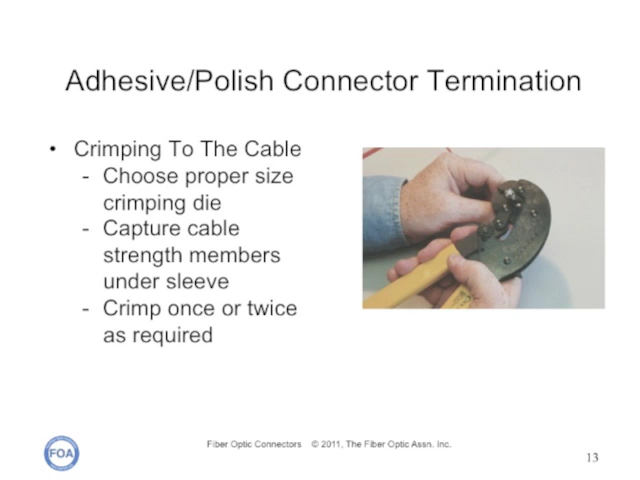 Adhesive/Polish Connector Termination
• Crimping To The Cable
- Choose proper size
crimping die
- Capture cable
strength members
under sleeve
- Crimp once or twice
as required
FOA
Fiber Optic Connectors © 2011, The Fiber Optic Assn. Inc.
13